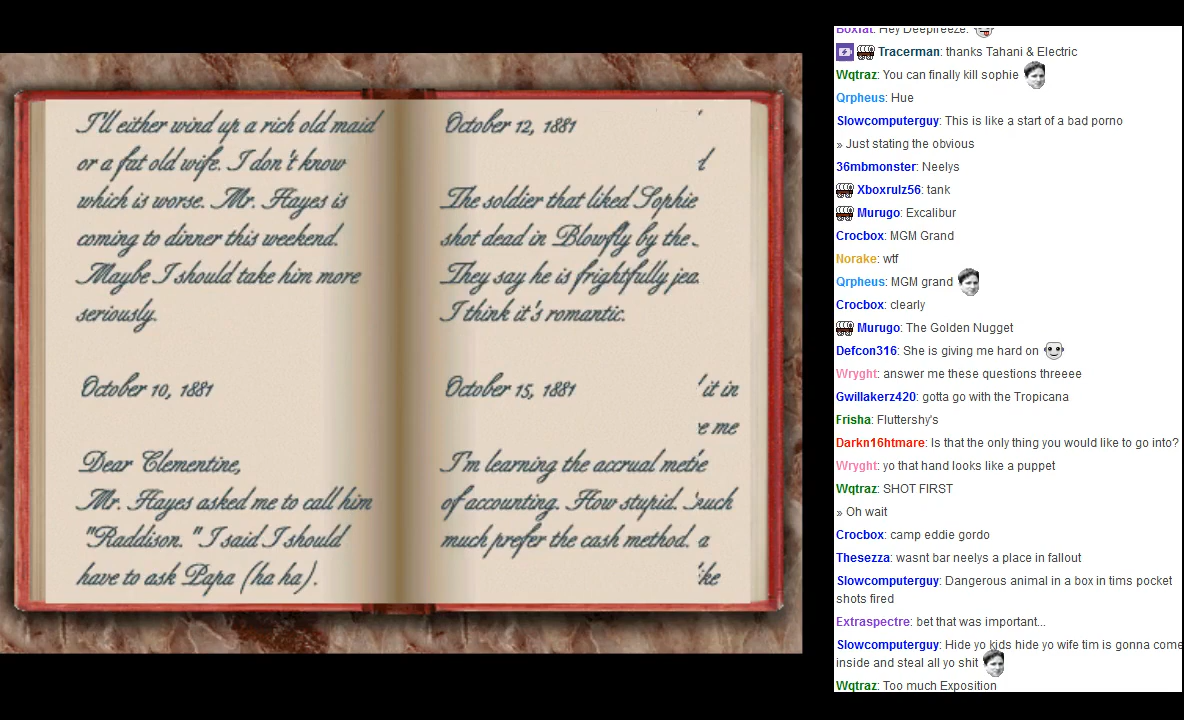 I'll either wind up a rich old maid
or a fat old wife. I don't know
which is worse. Mr. Hayes is
coming to dinner this weekend.
Maybe I should take him more
seriously.
October 10, 1881
Dear Clementine,
Mr. Hayes asked me to call him
"Raddison." I said I should
have to ask Papa (ha ha).
October 12, 1881
The soldier that liked Sophie
shot dead in Blowfly by the
They say he is frightfully jea
I think it's romantic.
October 15, 1881
it in
e me
I'm learning the accrual meth
of accounting. How stupid. such
much prefer the cash method. a
ike
Boxfat: Hey Deepfreeze.
Tracerman: thanks Tahani & Electric
Wqtraz: You can finally kill sophie
Qrpheus: Hue
Slowcomputerguy: This is like a start of a bad porno
» Just stating the obvious
36mbmonster: Neelys
Xboxrulz56: tank
Murugo: Excalibur
Crocbox: MGM Grand
Norake: wtf
Qrpheus: MGM grand
Crocbox: clearly
Murugo: The Golden Nugget
Defcon316: She is giving me hard on
Wryght: answer me these questions threeee
Gwillakerz420: gotta go with the Tropicana
Frisha: Fluttershy's
Darkn16htmare: Is that the only thing you would like to go into?
Wryght: yo that hand looks like a puppet
Wqtraz: SHOT FIRST
» Oh wait
Crocbox: camp eddie gordo
Thesezza: wasnt bar neelys a place in fallout
Slowcomputerguy: Dangerous animal in a box in tims pocket
shots fired
Extraspectre: bet that was important...
Slowcomputerguy: Hide yo kids hide yo wife tim is gonna come
inside and steal all yo shit
Wqtraz: Too much Exposition